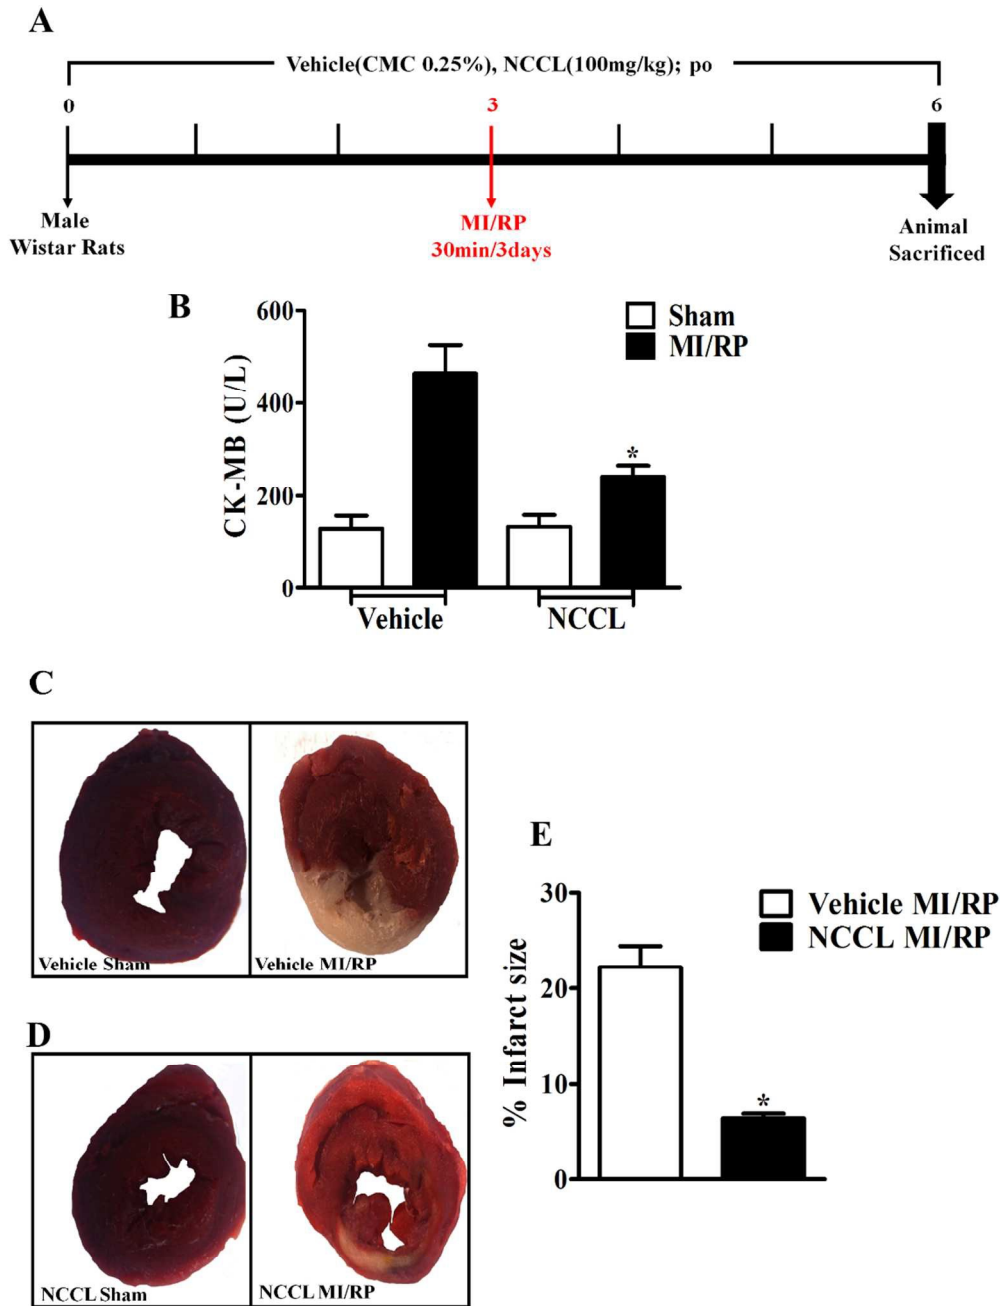 A
Vehicle(CMC 0.25%), NCCL(100mg/kg); po
0
3
6
Male
Wistar Rats
MI/RP
30min/3days
Animal
Sacrificed
B
CK-MB (U/L)
600
400
200
0
Sham
MI/RP
*
Vehicle
NCCL
C
Vehicle Sham
Vehicle MI/RP
D
NCCL Sham
NCCL MI/RP
E
% Infarct size
30
20
10
0
Vehicle MI/RP
NCCL MI/RP
*